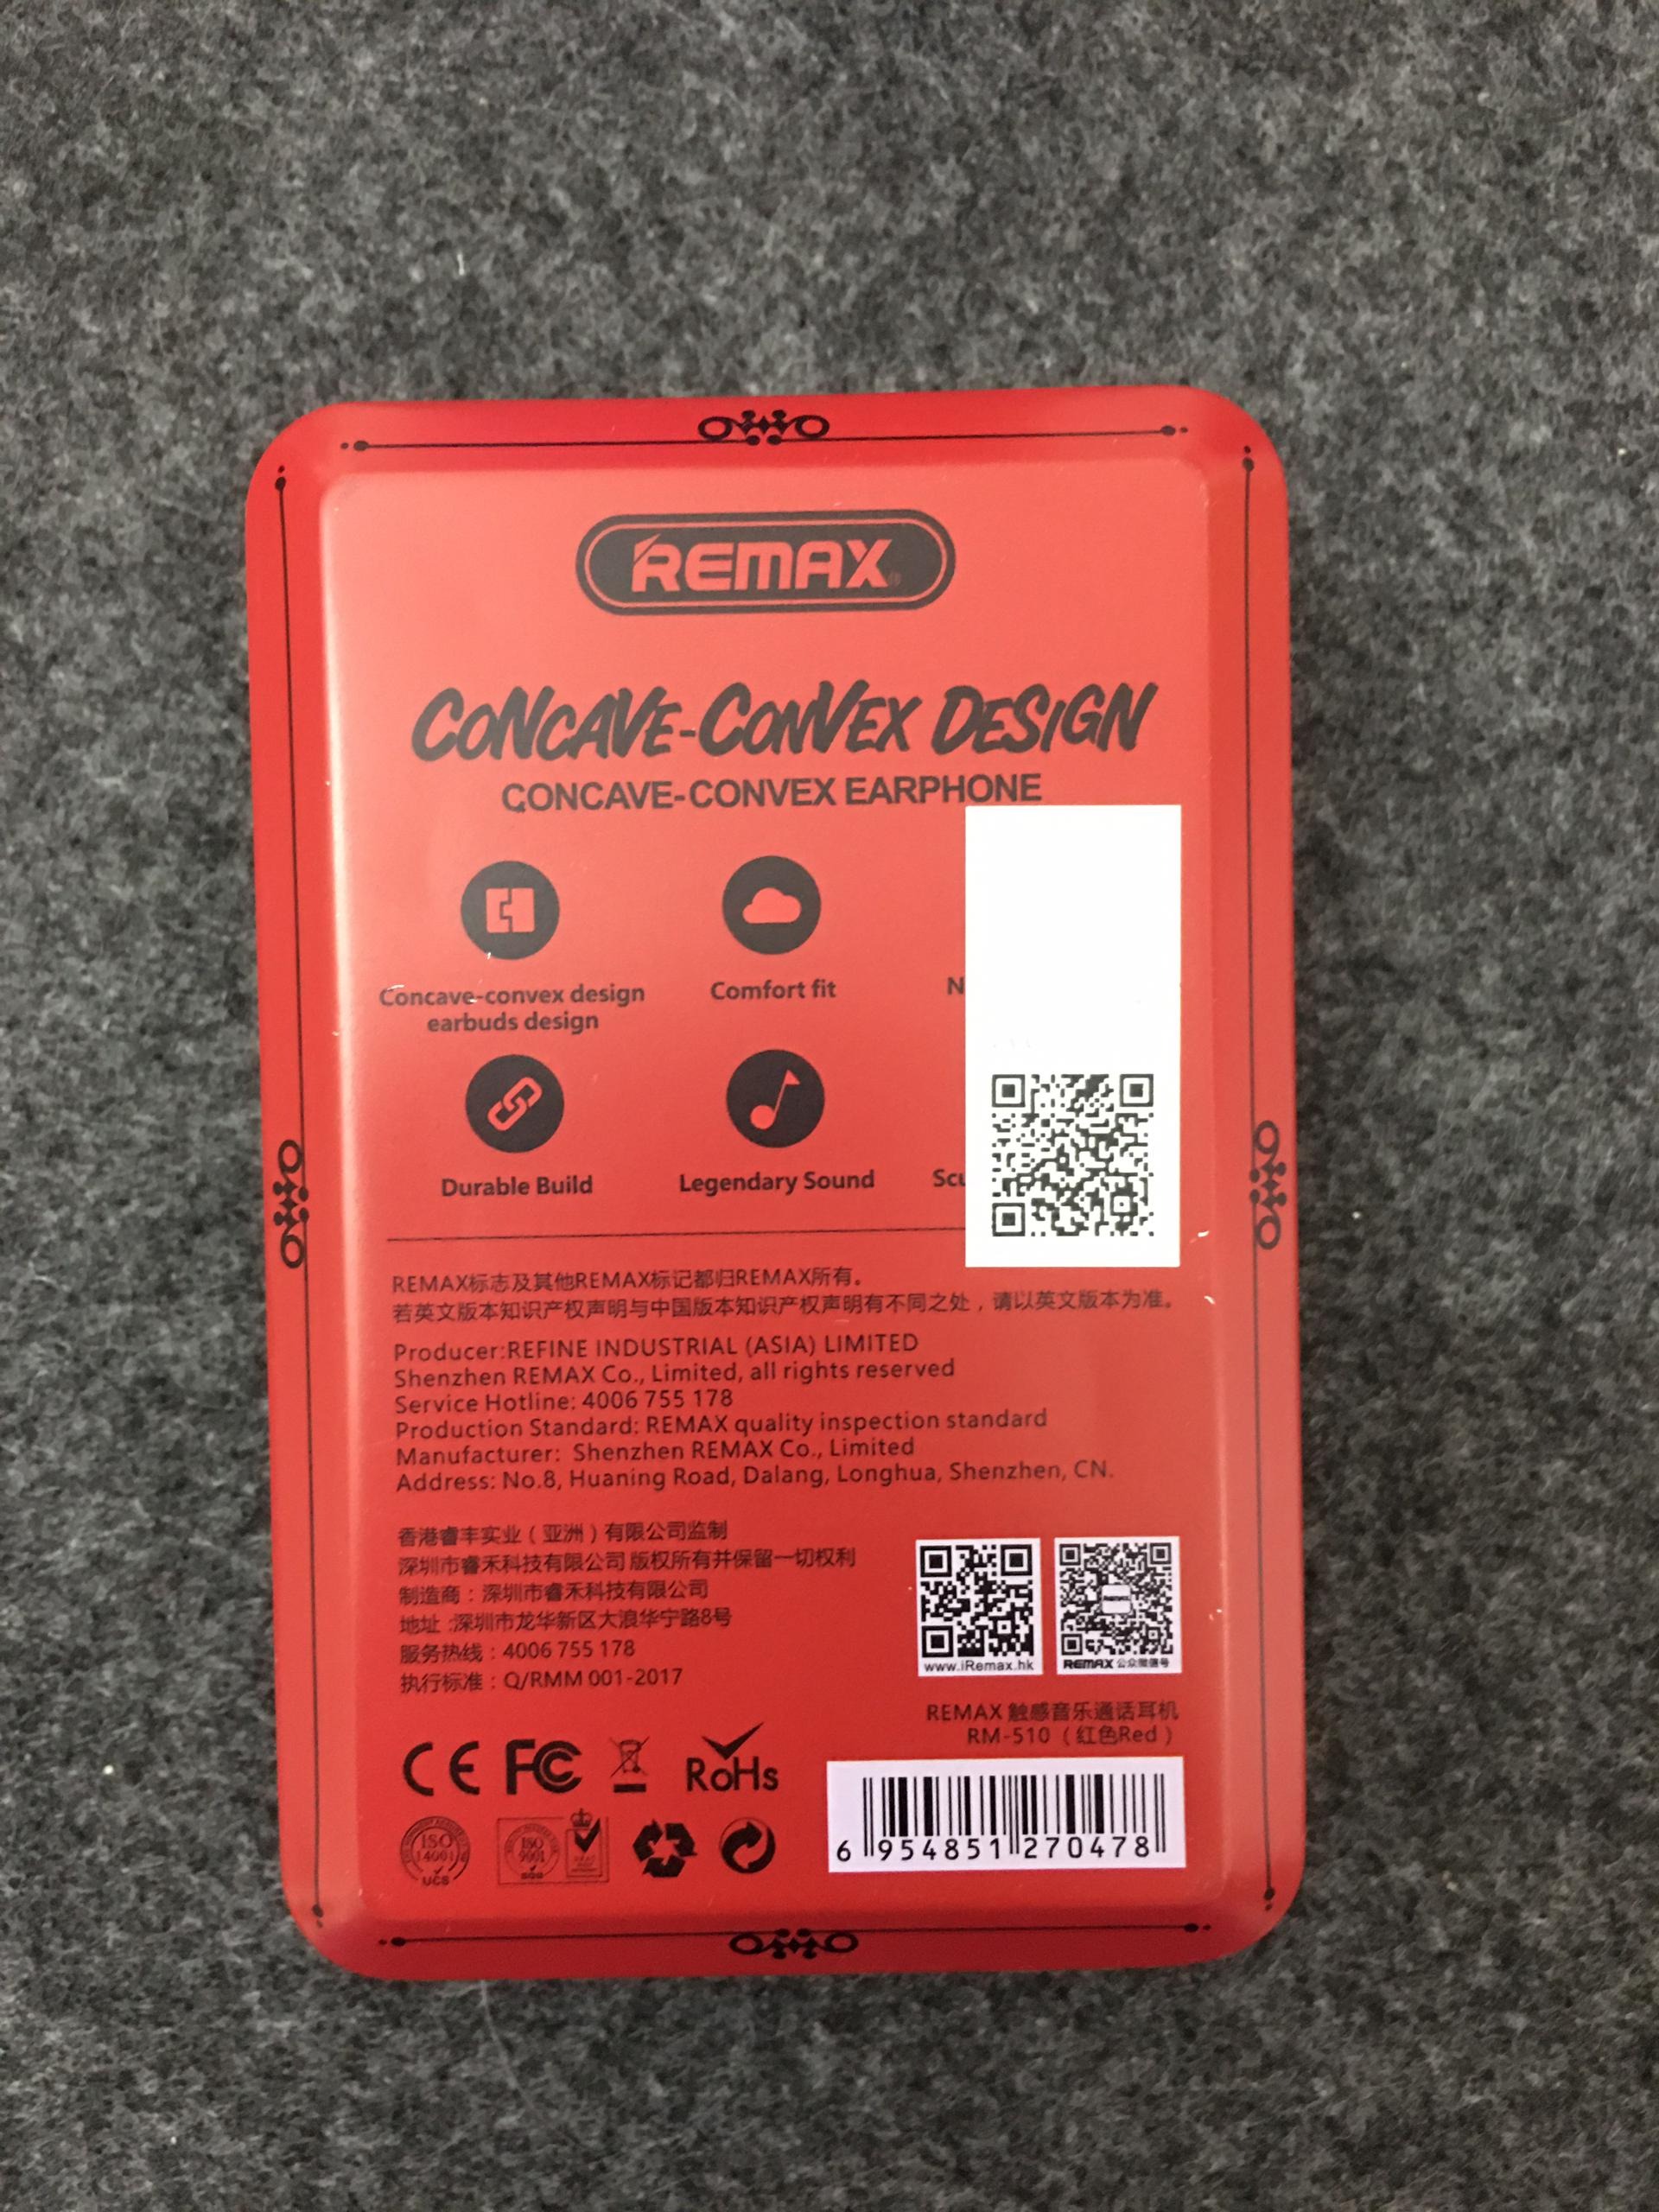 REMAX
CONCAVE-CONVEX DESIGN
CONCAVE-CONVEX EARPHONE
Concave-convex design
earbuds design
Comfort fit
N
Durable Build
Legendary Sound
Scu
REMAX标志及其他REMAX标记都归REMAX所有。
若英文版本知识产权声明与中国版本知识产权声明有不同之处，请以英文版本为准。
Producer:REFINE INDUSTRIAL (ASIA) LIMITED
Shenzhen REMAX Co., Limited, all rights reserved
Service Hotline: 4006 755 178
Production Standard: REMAX quality inspection standard
Manufacturer: Shenzhen REMAX Co., Limited
Address: No.8, Huaning Road, Dalang, Longhua, Shenzhen, CN.
香港睿丰实业（亚洲）有限公司监制
深圳市睿禾科技有限公司 版权所有并保留一切权利
制造商：深圳市睿禾科技有限公司
地址:深圳市龙华新区大浪华宁路8号
服务热线：4006 755 178
执行标准：Q/RMM 001-2017
www.iRemax.hk
REMAX 公众微信号
REMAX 触感音乐通话耳机
RM-510（红色Red）
CE FC RoHs
ISO 14001 UCS
ISO 9001 SGS
6 954851 270478